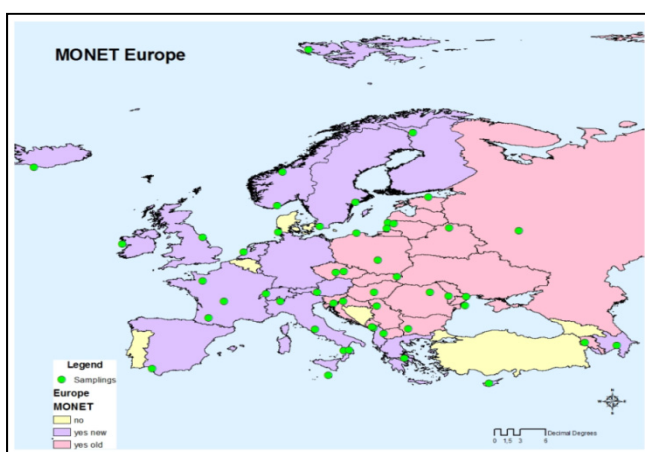 MONET Europe
Legend
Samplings
Europe
MONET
no
yes new
yes old
Decimal Degrees
0 1,5 3 6